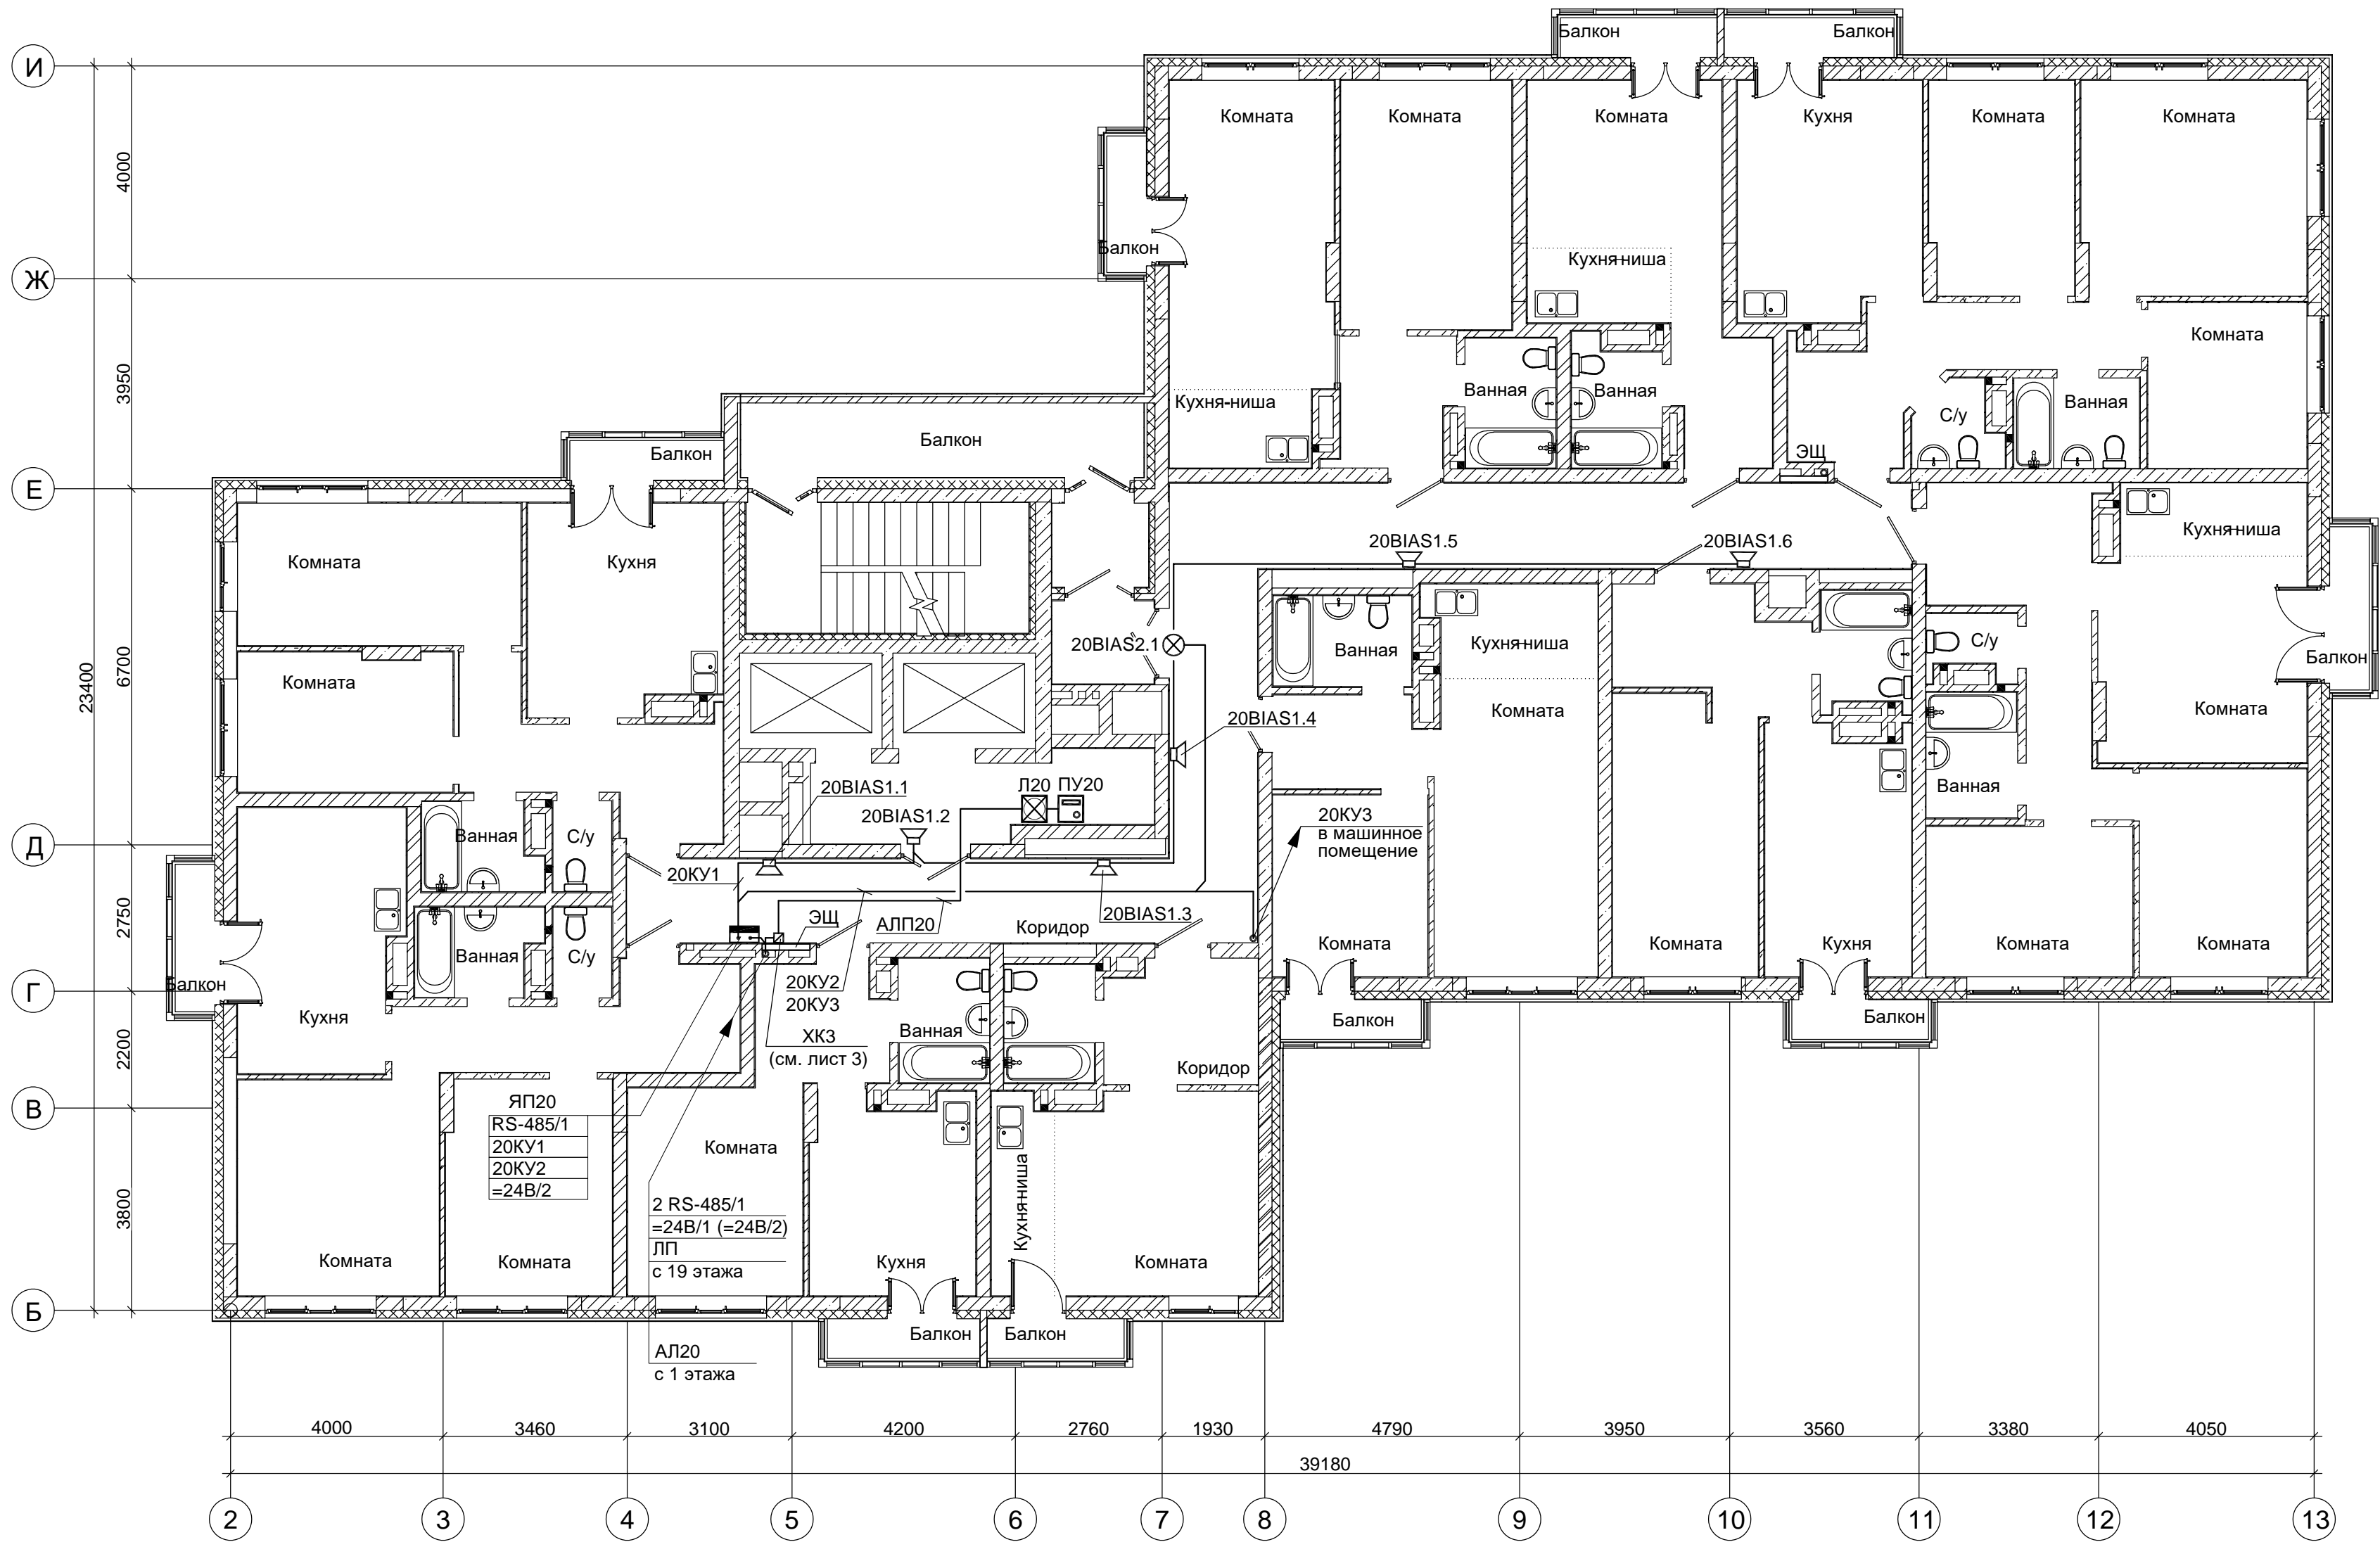 Балкон
Балкон
И
Комната
Комната
Комната
Кухня
Комната
Комната
4000
Балкон
Кухня-ниша
Ж
Комната
3950
Кухня-ниша
Ванная
Ванная
С/у
Ванная
Балкон
Балкон
ЭЩ
Е
Кухня-ниша
20BIAS1.5
20BIAS1.6
Комната
Кухня
20BIAS2.1
Ванная
Кухня-ниша
С/у
Балкон
6700
23400
Комната
Комната
Комната
20BIAS1.4
20BIAS1.1
Л20
ПУ20
Ванная
20BIAS1.2
20КУ3
в машинное
помещение
Д
Ванная
С/у
20КУ1
2750
АЛП20
ЭЩ
20BIAS1.3
Коридор
Комната
Комната
Кухня
Комната
Комната
Ванная
С/у
Г
Балкон
20КУ2
20КУ3
Кухня
Балкон
Балкон
ХК3
(см. лист 3)
Ванная
2200
Коридор
В
ЯП20
RS-485/1
20КУ1
20КУ2
=24В/2
Комната
3800
Кухня-ниша
2 RS-485/1
=24В/1 (=24В/2)
ЛП
с 19 этажа
Комната
Комната
Кухня
Комната
Б
Балкон
Балкон
АЛ20
с 1 этажа
4000
3460
3100
4200
2760
1930
4790
3950
3560
3380
4050
39180
2
3
4
5
6
7
8
9
10
11
12
13